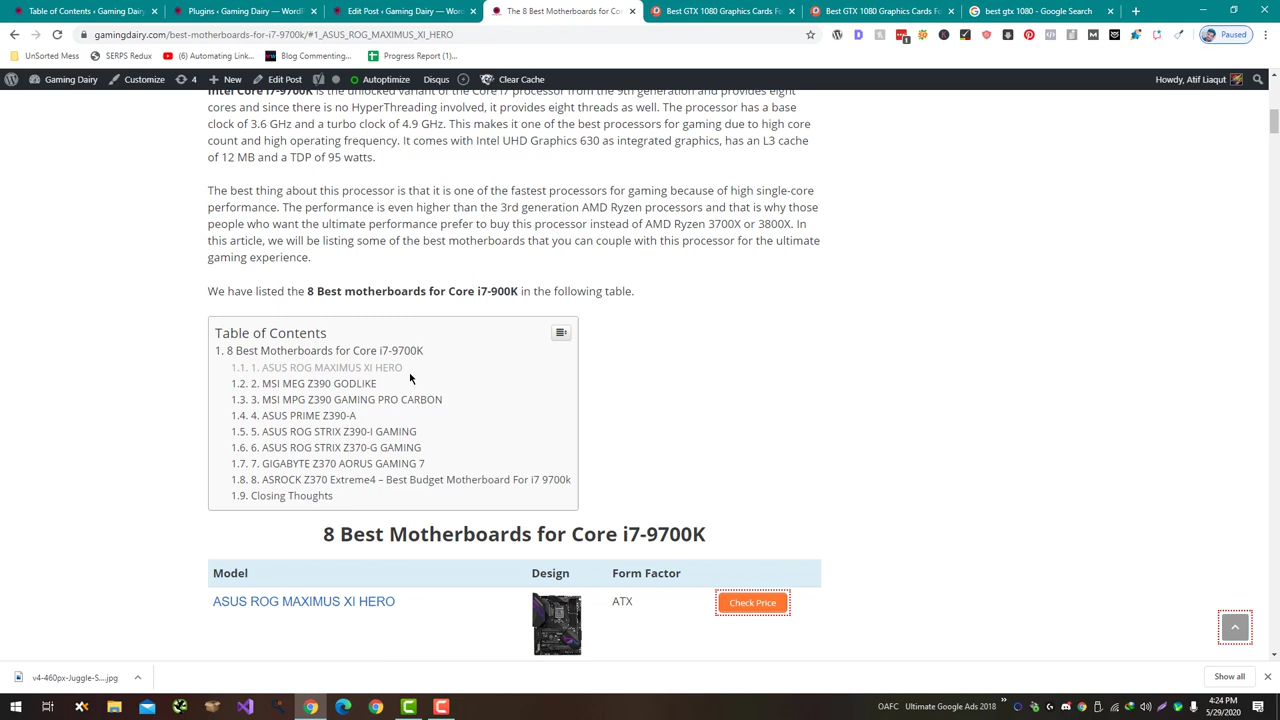 Table of Contents ‹ Gaming Dairy
Plugins ‹ Gaming Dairy — WordP
Edit Post ‹ Gaming Dairy — Word
The 8 Best Motherboards for Cor
Best GTX 1080 Graphics Cards Fo
Best GTX 1080 Graphics Cards Fo
best gtx 1080 - Google Search
gamingdairy.com/best-motherboards-for-i7-9700k/#1_ASUS_ROG_MAXIMUS_XI_HERO
Paused
UnSorted Mess
SERPS Redux
(6) Automating Link...
Blog Commenting...
Progress Report (1)...
Gaming Dairy
Customize
4
New
Edit Post
Autoptimize
Disqus
Clear Cache
Howdy, Atif Liaqut
Intel Core i7-9700K is the unlocked variant of the Core i7 processor from the 9th generation and provides eight
cores and since there is no HyperThreading involved, it provides eight threads as well. The processor has a base
clock of 3.6 GHz and a turbo clock of 4.9 GHz. This makes it one of the best processors for gaming due to high core
count and high operating frequency. It comes with Intel UHD Graphics 630 as integrated graphics, has an L3 cache
of 12 MB and a TDP of 95 watts.
The best thing about this processor is that it is one of the fastest processors for gaming because of high single-core
performance. The performance is even higher than the 3rd generation AMD Ryzen processors and that is why those
people who want the ultimate performance prefer to buy this processor instead of AMD Ryzen 3700X or 3800X. In
this article, we will be listing some of the best motherboards that you can couple with this processor for the ultimate
gaming experience.
We have listed the 8 Best motherboards for Core i7-900K in the following table.
Table of Contents
1. 8 Best Motherboards for Core i7-9700K
1.1. 1. ASUS ROG MAXIMUS XI HERO
1.2. 2. MSI MEG Z390 GODLIKE
1.3. 3. MSI MPG Z390 GAMING PRO CARBON
1.4. 4. ASUS PRIME Z390-A
1.5. 5. ASUS ROG STRIX Z390-I GAMING
1.6. 6. ASUS ROG STRIX Z370-G GAMING
1.7. 7. GIGABYTE Z370 AORUS GAMING 7
1.8. 8. ASROCK Z370 Extreme4 – Best Budget Motherboard For i7 9700k
1.9. Closing Thoughts
8 Best Motherboards for Core i7-9700K
Model Design Form Factor
ASUS ROG MAXIMUS XI HERO ATX Check Price
v4-460px-Juggle-S....jpg
Show all
OAFC Ultimate Google Ads 2018
4:24 PM
5/29/2020